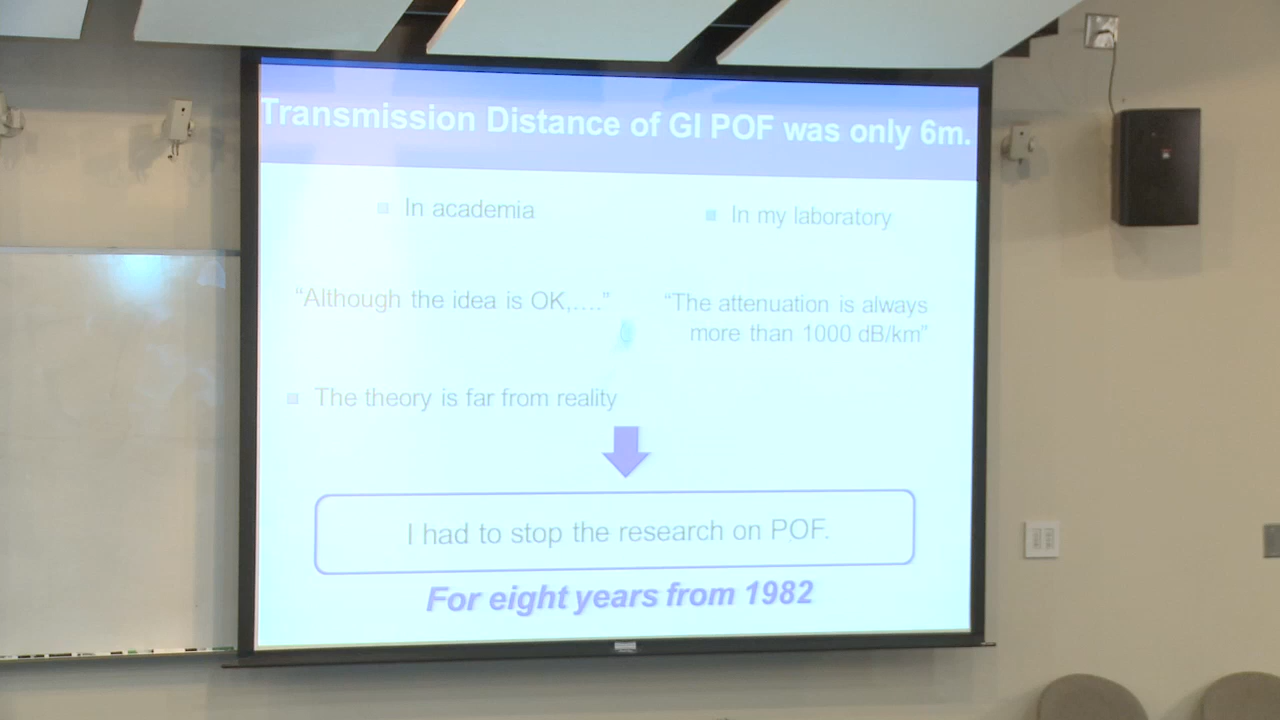 Transmission Distance of GI POF was only 6m.
In academia
In my laboratory
“Although the idea is OK,....”
“The attenuation is always
more than 1000 dB/km”
The theory is far from reality
I had to stop the research on POF.
For eight years from 1982